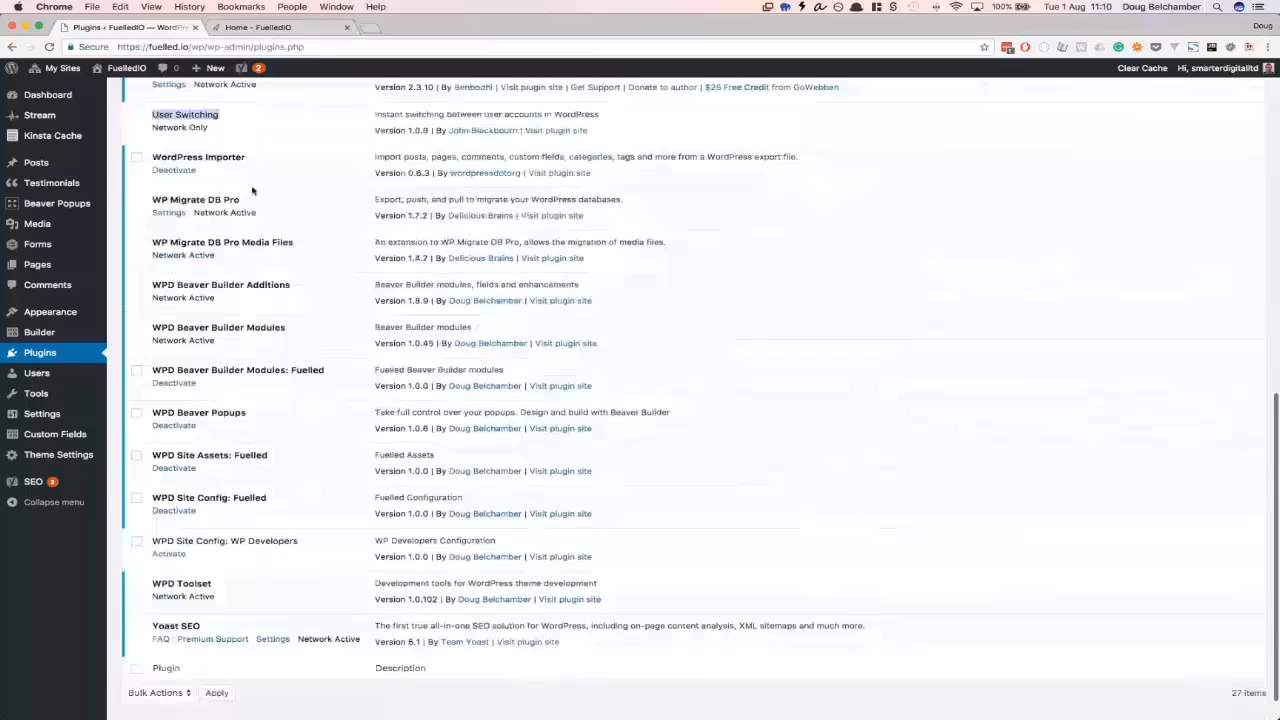 Chrome File Edit View History Bookmarks People Window Help 100% Tue 1 Aug 11:10 Doug Belchamber
Plugins ‹ FuelledIO — WordPr Home - FuelledIO Doug
Secure https://fuelled.io/wp/wp-admin/plugins.php
My Sites FuelledIO 0 New 2 Clear Cache Hi, smarterdigitalltd
Dashboard
Stream
Kinsta Cache
Posts
Testimonials
Beaver Popups
Media
Forms
Pages
Comments
Appearance
Builder
Plugins
Users
Tools
Settings
Custom Fields
Theme Settings
SEO
Collapse menu
Settings Network Active Version 2.3.10 | By Benbodhi | Visit plugin site | Get Support | Donate to author | $25 Free Credit from GoWebben
User Switching Instant switching between user accounts in WordPress
Network Only Version 1.0.9 | By John Blackbourn | Visit plugin site
WordPress Importer Import posts, pages, comments, custom fields, categories, tags and more from a WordPress export file.
Deactivate Version 0.6.3 | By wordpressdotorg | Visit plugin site
WP Migrate DB Pro Export, push, and pull to migrate your WordPress databases.
Settings Network Active Version 1.7.2 | By Delicious Brains | Visit plugin site
WP Migrate DB Pro Media Files An extension to WP Migrate DB Pro, allows the migration of media files.
Network Active Version 1.4.7 | By Delicious Brains | Visit plugin site
WPD Beaver Builder Additions Beaver Builder modules, fields and enhancements
Network Active Version 1.8.9 | By Doug Belchamber | Visit plugin site
WPD Beaver Builder Modules Beaver Builder modules
Network Active Version 1.0.45 | By Doug Belchamber | Visit plugin site
WPD Beaver Builder Modules: Fuelled Fuelled Beaver Builder modules
Deactivate Version 1.0.0 | By Doug Belchamber | Visit plugin site
WPD Beaver Popups Take full control over your popups. Design and build with Beaver Builder
Deactivate Version 1.0.6 | By Doug Belchamber | Visit plugin site
WPD Site Assets: Fuelled Fuelled Assets
Deactivate Version 1.0.0 | By Doug Belchamber | Visit plugin site
WPD Site Config: Fuelled Fuelled Configuration
Deactivate Version 1.0.0 | By Doug Belchamber | Visit plugin site
WPD Site Config: WP Developers WP Developers Configuration
Activate Version 1.0.0 | By Doug Belchamber | Visit plugin site
WPD Toolset Development tools for WordPress theme development
Network Active Version 1.0.102 | By Doug Belchamber | Visit plugin site
Yoast SEO The first true all-in-one SEO solution for WordPress, including on-page content analysis, XML sitemaps and much more.
FAQ Premium Support Settings Network Active Version 5.1 | By Team Yoast | Visit plugin site
Plugin Description
Bulk Actions Apply 27 items